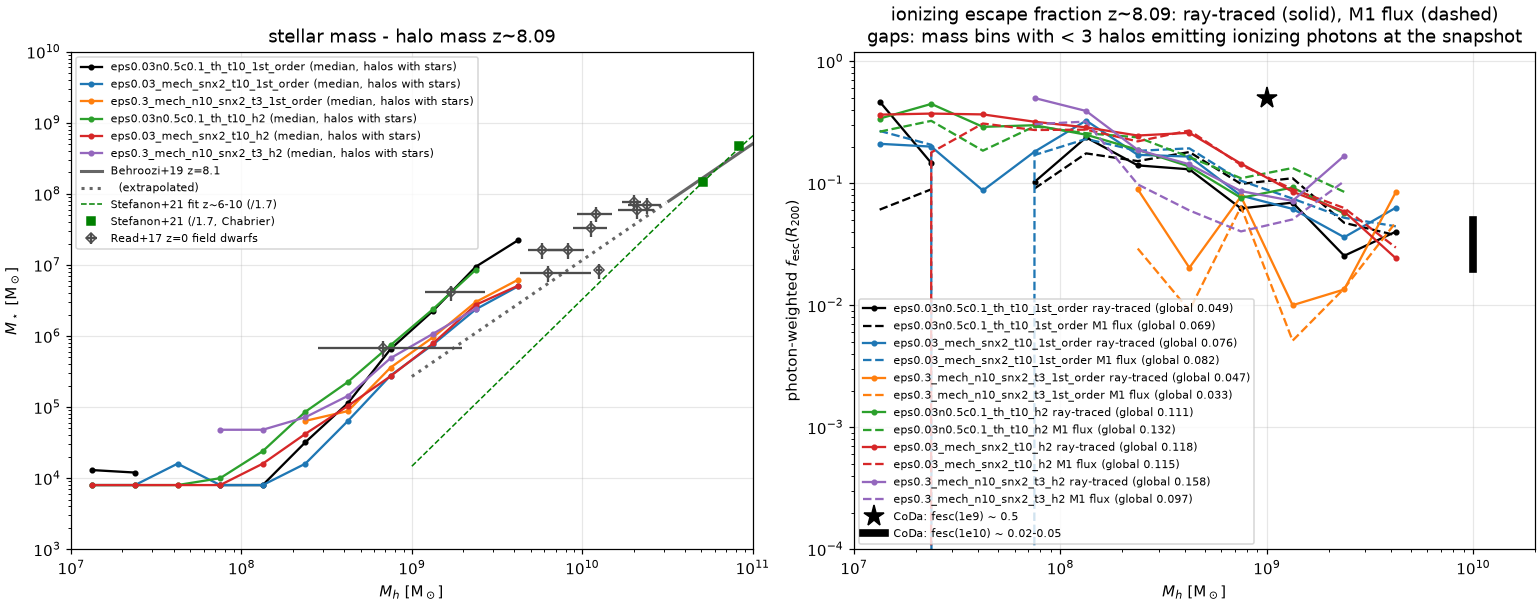 stellar mass - halo mass z~8.09
10^10
10^9
10^8
10^7
10^6
10^5
10^4
10^3
M⋆ [M⊙]
eps0.03n0.5c0.1_th_t10_1st_order (median, halos with stars)
eps0.03_mech_snx2_t10_1st_order (median, halos with stars)
eps0.3_mech_n10_snx2_t3_1st_order (median, halos with stars)
eps0.03n0.5c0.1_th_t10_h2 (median, halos with stars)
eps0.03_mech_snx2_t10_h2 (median, halos with stars)
eps0.3_mech_n10_snx2_t3_h2 (median, halos with stars)
Behroozi+19 z=8.1
(extrapolated)
Stefanon+21 fit z~6-10 (/1.7)
Stefanon+21 (/1.7, Chabrier)
Read+17 z=0 field dwarfs
10^7
10^8
10^9
10^10
10^11
M_h [M⊙]
ionizing escape fraction z~8.09: ray-traced (solid), M1 flux (dashed)
gaps: mass bins with < 3 halos emitting ionizing photons at the snapshot
10^0
10^−1
10^−2
10^−3
10^−4
photon-weighted f_esc(R_200)
eps0.03n0.5c0.1_th_t10_1st_order ray-traced (global 0.049)
eps0.03n0.5c0.1_th_t10_1st_order M1 flux (global 0.069)
eps0.03_mech_snx2_t10_1st_order ray-traced (global 0.076)
eps0.03_mech_snx2_t10_1st_order M1 flux (global 0.082)
eps0.3_mech_n10_snx2_t3_1st_order ray-traced (global 0.047)
eps0.3_mech_n10_snx2_t3_1st_order M1 flux (global 0.033)
eps0.03n0.5c0.1_th_t10_h2 ray-traced (global 0.111)
eps0.03n0.5c0.1_th_t10_h2 M1 flux (global 0.132)
eps0.03_mech_snx2_t10_h2 ray-traced (global 0.118)
eps0.03_mech_snx2_t10_h2 M1 flux (global 0.115)
eps0.3_mech_n10_snx2_t3_h2 ray-traced (global 0.158)
eps0.3_mech_n10_snx2_t3_h2 M1 flux (global 0.097)
CoDa: fesc(1e9) ~ 0.5
CoDa: fesc(1e10) ~ 0.02-0.05
10^7
10^8
10^9
10^10
M_h [M⊙]